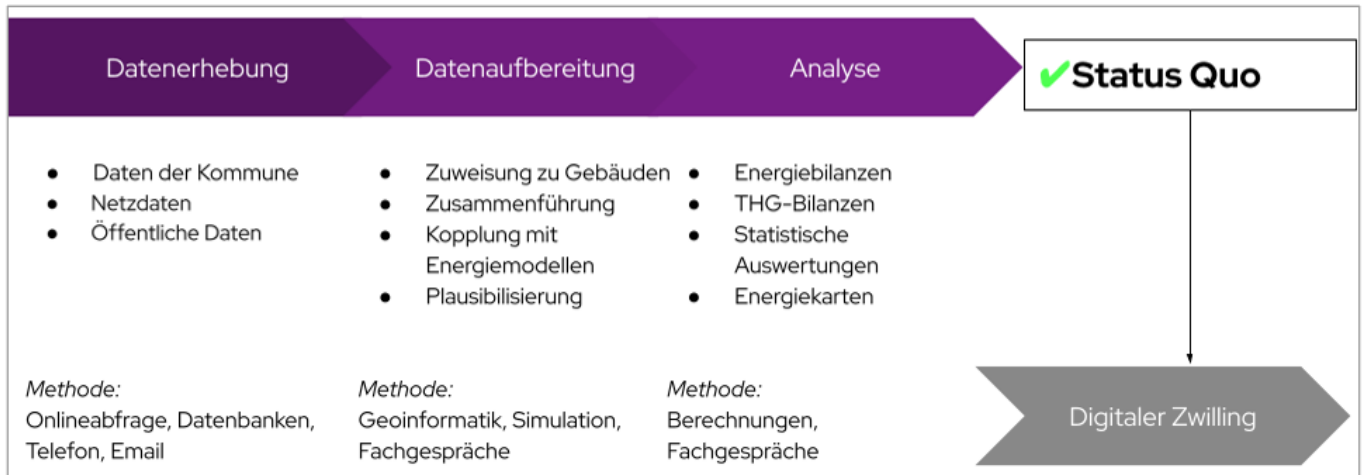 Datenerhebung
Datenaufbereitung
Analyse
✔Status Quo
● Daten der Kommune
● Netzdaten
● Öffentliche Daten
● Zuweisung zu Gebäuden
● Zusammenführung
● Kopplung mit
Energiemodellen
● Plausibilisierung
● Energiebilanzen
● THG-Bilanzen
● Statistische
Auswertungen
● Energiekarten
Methode:
Onlineabfrage, Datenbanken,
Telefon, Email
Methode:
Geoinformatik, Simulation,
Fachgespräche
Methode:
Berechnungen,
Fachgespräche
Digitaler Zwilling